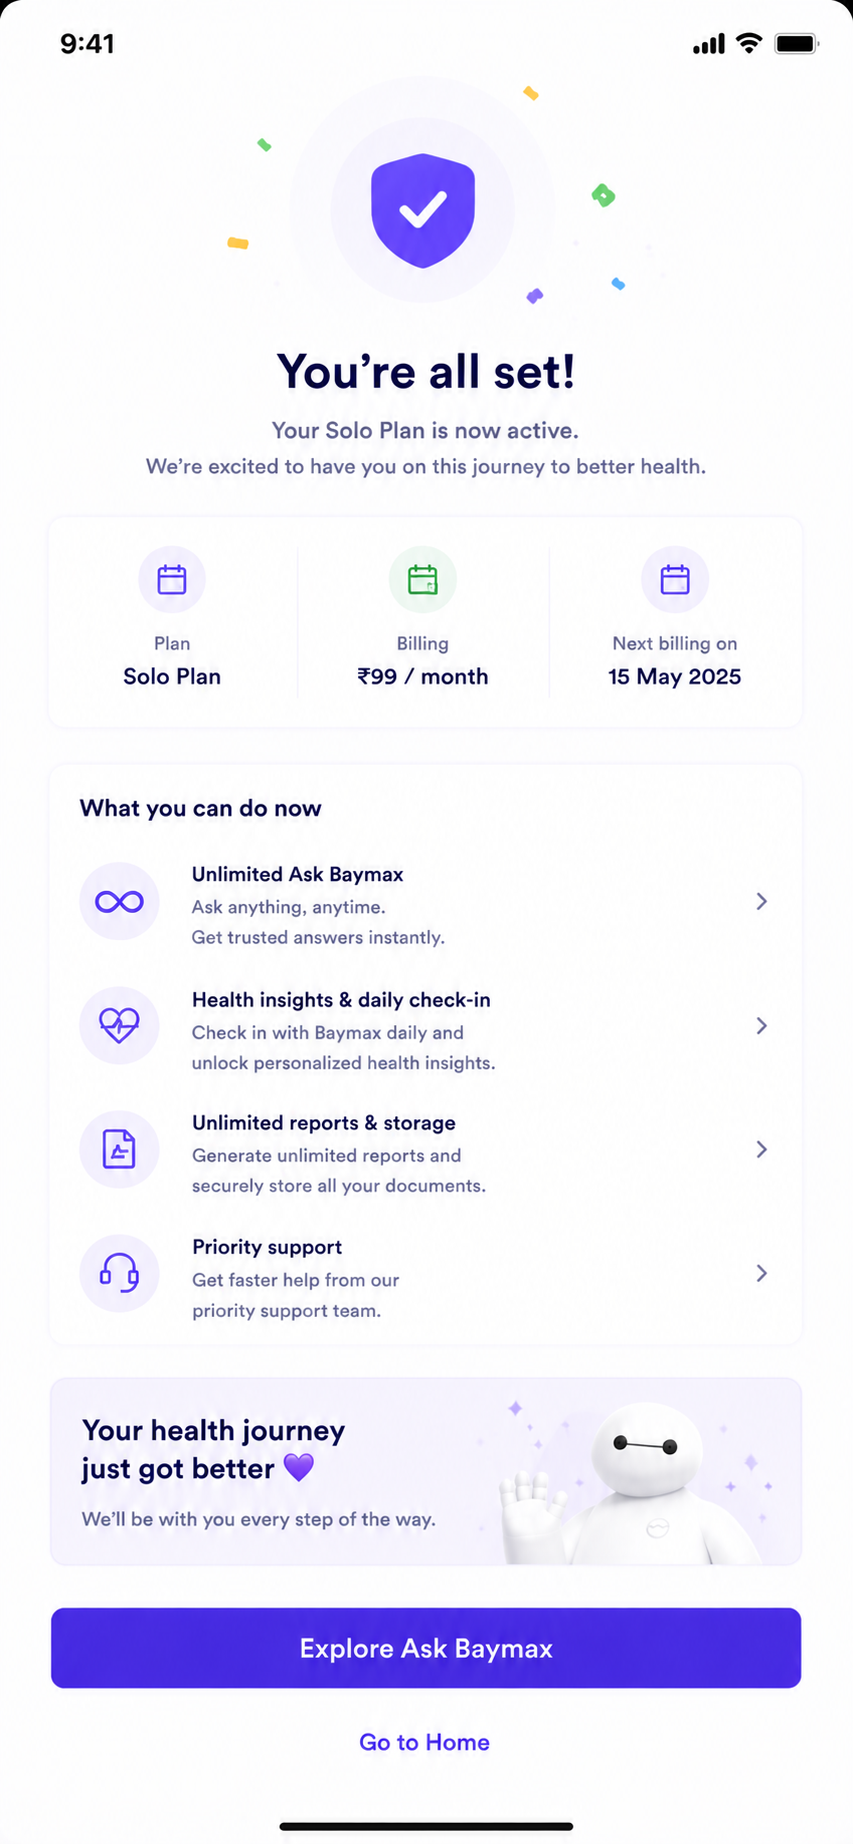 9:41
You're all set!
Your Solo Plan is now active.
We're excited to have you on this journey to better health.
Plan
Solo Plan
Billing
₹99 / month
Next billing on
15 May 2025
What you can do now
Unlimited Ask Baymax
Ask anything, anytime.
Get trusted answers instantly.
Health insights & daily check-in
Check in with Baymax daily and
unlock personalized health insights.
Unlimited reports & storage
Generate unlimited reports and
securely store all your documents.
Priority support
Get faster help from our
priority support team.
Your health journey
just got better 💜
We'll be with you every step of the way.
Explore Ask Baymax
Go to Home